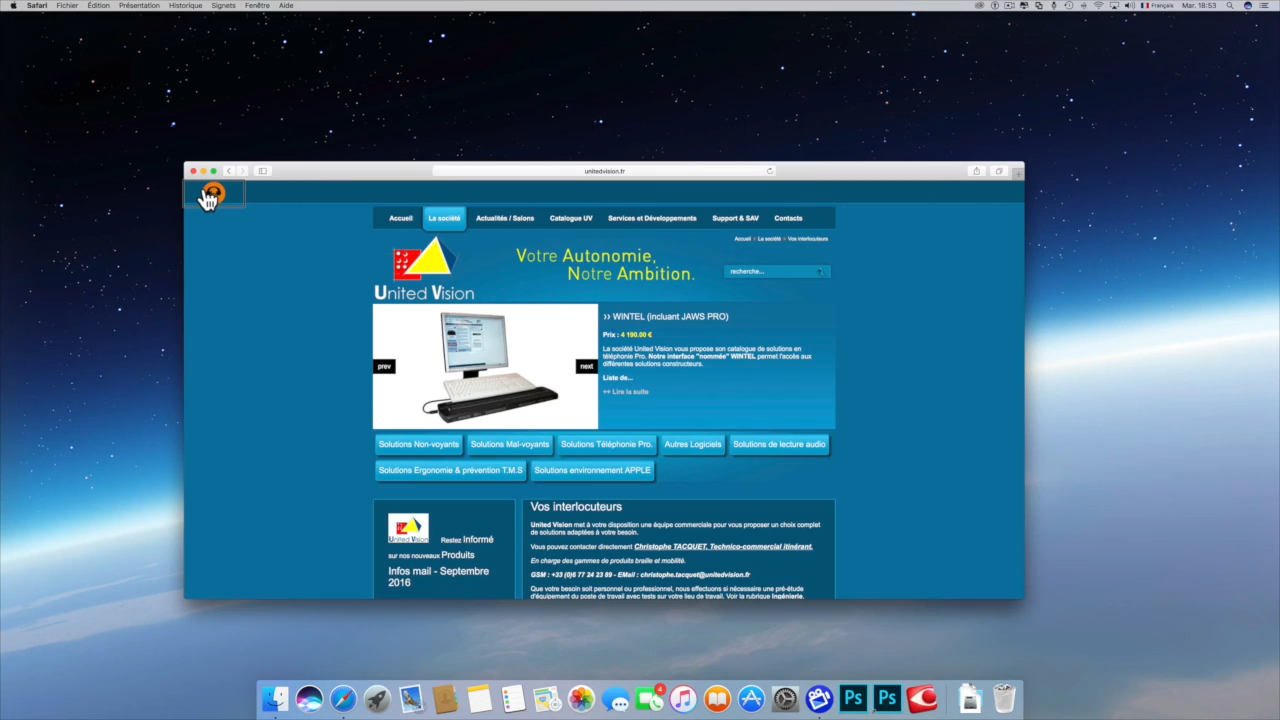 Safari Fichier Édition Présentation Historique Signets Fenêtre Aide
Français Mar. 18:53
unitedvision.fr
Accueil La société Actualités / Salons Catalogue UV Services et Développements Support & SAV Contacts
Accueil La société Vos interlocuteurs
Votre Autonomie,
Notre Ambition.
recherche...
United Vision
›› WINTEL (incluant JAWS PRO)
Prix : 4 190.00 €
La société United Vision vous propose son catalogue de solutions en
téléphonie Pro. Notre interface "nommée" WINTEL permet l'accès aux
différentes solutions constructeurs.
Liste de...
Lire la suite
prev
next
Solutions Non-voyants Solutions Mal-voyants Solutions Téléphonie Pro. Autres Logiciels Solutions de lecture audio
Solutions Ergonomie & prévention T.M.S Solutions environnement APPLE
United Vision
Restez Informé
sur nos nouveaux Produits
Infos mail - Septembre
2016
Vos interlocuteurs
United Vision met à votre disposition une équipe commerciale pour vous proposer un choix complet
de solutions adaptées à votre besoin.
Vous pouvez contacter directement Christophe TACQUET, Technico-commercial itinérant.
En charge des gammes de produits braille et mobilité.
GSM : +33 (0)6 77 24 23 89 - EMail : christophe.tacquet@unitedvision.fr
Que votre besoin soit personnel ou professionnel, nous effectuons si nécessaire une pré-étude
d'équipement du poste de travail avec tests sur votre lieu de travail. Voir la rubrique Ingénierie.
4
Ps
Ps